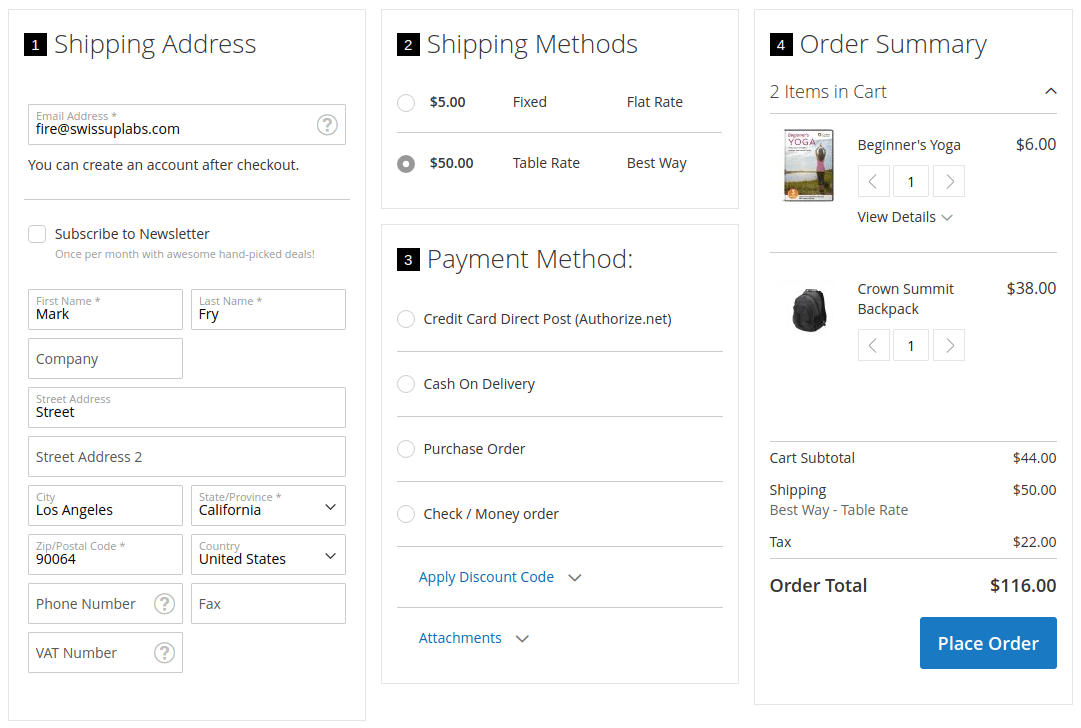 1 Shipping Address
Email Address *
fire@swissuplabs.com
?
You can create an account after checkout.
Subscribe to Newsletter
Once per month with awesome hand-picked deals!
First Name *
Mark
Last Name *
Fry
Company
Street Address
Street
Street Address 2
City
Los Angeles
State/Province *
California
Zip/Postal Code *
90064
Country
United States
Phone Number ?
Fax
VAT Number ?
2 Shipping Methods
$5.00 Fixed Flat Rate
$50.00 Table Rate Best Way
3 Payment Method:
Credit Card Direct Post (Authorize.net)
Cash On Delivery
Purchase Order
Check / Money order
Apply Discount Code
Attachments
4 Order Summary
2 Items in Cart
Beginner's
YOGA
Beginner's Yoga $6.00
1
View Details
Crown Summit $38.00
Backpack
1
Cart Subtotal $44.00
Shipping $50.00
Best Way - Table Rate
Tax $22.00
Order Total $116.00
Place Order